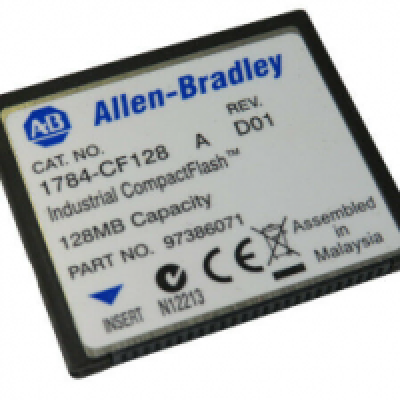 AB Allen-Bradley
CAT. NO. REV.
1784-CF128 A D01
Industrial CompactFlash™
128MB Capacity
PART NO. 97386071
Assembled in
Malaysia
CE
INSERT N12213